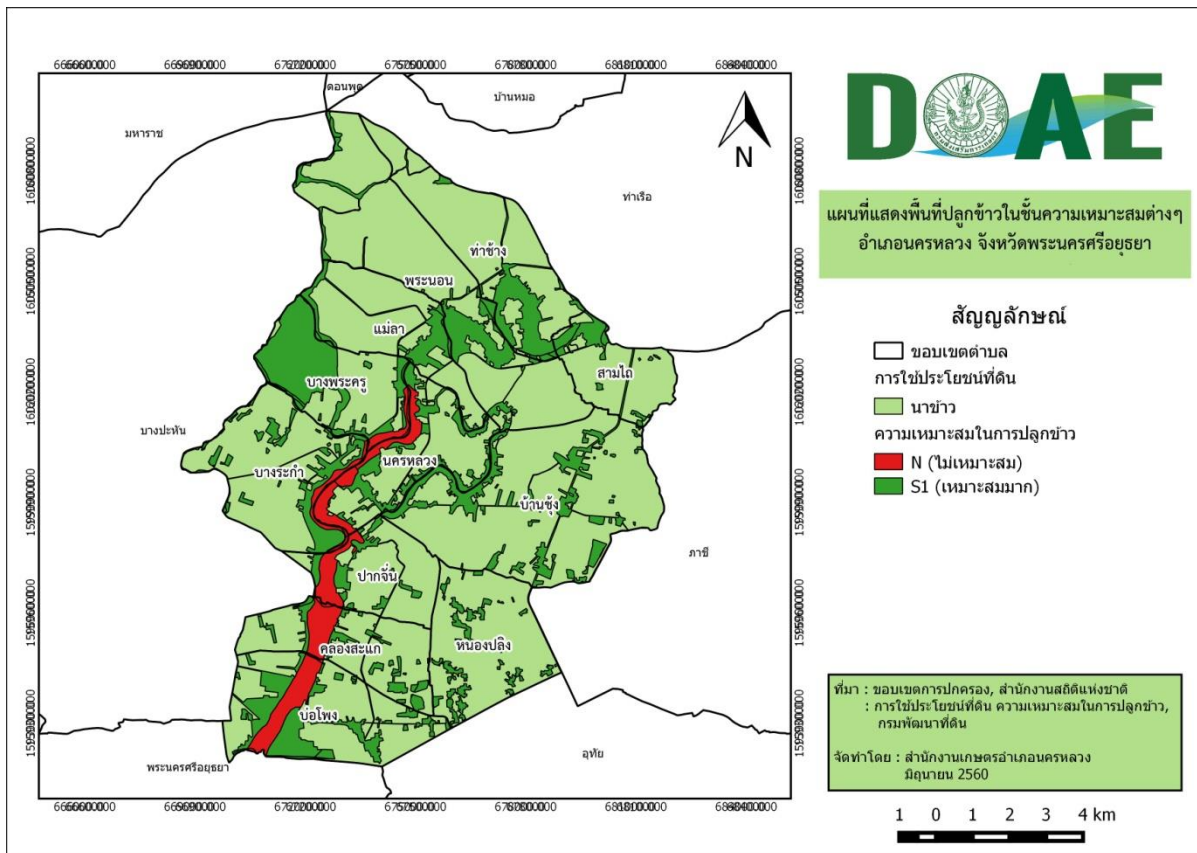 DOAE
แผนที่แสดงพื้นที่ปลูกข้าวในชั้นความเหมาะสมต่างๆ
อำเภอนครหลวง จังหวัดพระนครศรีอยุธยา
สัญญลักษณ์
ขอบเขตตำบล
การใช้ประโยชน์ที่ดิน
นาข้าว
ความเหมาะสมในการปลูกข้าว
N (ไม่เหมาะสม)
S1 (เหมาะสมมาก)
ที่มา : ขอบเขตการปกครอง, สำนักงานสถิติแห่งชาติ
: การใช้ประโยชน์ที่ดิน ความเหมาะสมในการปลูกข้าว,
กรมพัฒนาที่ดิน
จัดทำโดย : สำนักงานเกษตรอำเภอนครหลวง
มิถุนายน 2560
1 0 1 2 3 4 km
N
ดอนพุด
บ้านหมอ
มหาราช
ท่าเรือ
ท่าช้าง
พระนอน
แม่ลา
สามไถ
บางพระครู
บางปะหัน
นครหลวง
บางระกำ
บ้านชุ้ง
ภาชี
ปากจั่น
หนองปลิง
คลองสะแก
บ่อโพง
อุทัย
พระนครศรีอยุธยา